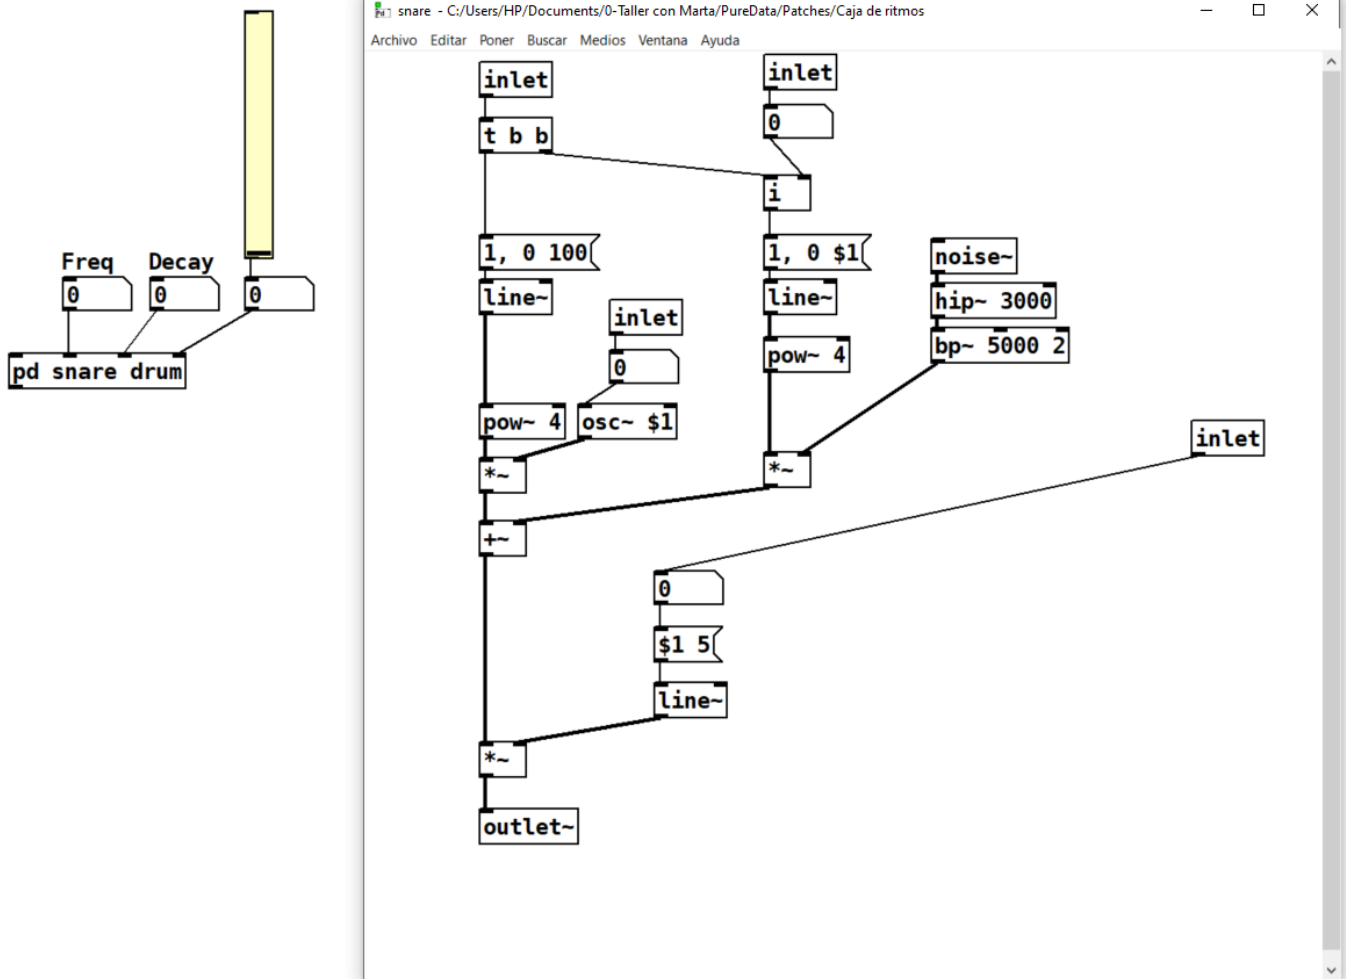 snare - C:/Users/HP/Documents/0-Taller con Marta/PureData/Patches/Caja de ritmos
Archivo Editar Poner Buscar Medios Ventana Ayuda
Freq
Decay
0
0
0
pd snare drum
inlet
t b b
1, 0 100
line~
inlet
0
pow~ 4
osc~ $1
*~
+~
*~
outlet~
inlet
0
i
1, 0 $1
line~
pow~ 4
*~
noise~
hip~ 3000
bp~ 5000 2
inlet
0
$1 5
line~